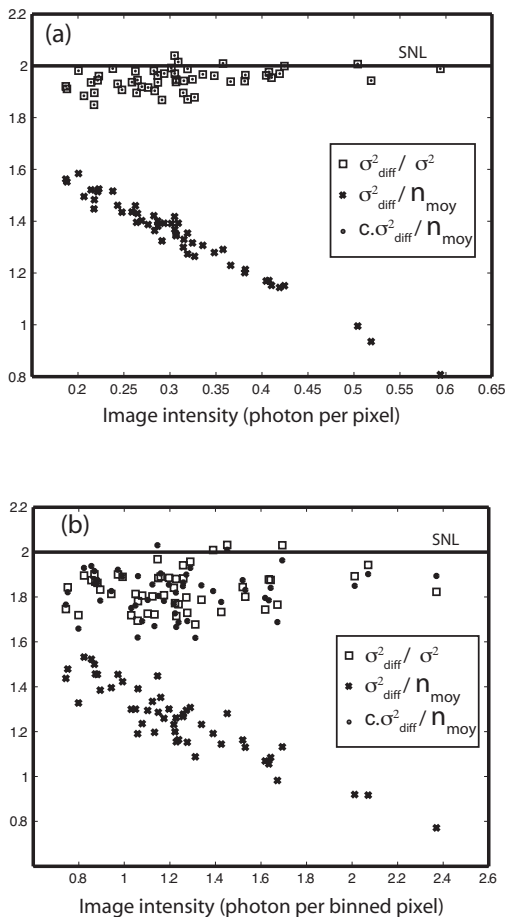 (a)
2.2
2
1.8
1.6
1.4
1.2
1
0.8
SNL
σ²diff / σ²
σ²diff / nmoy
c.σ²diff / nmoy
0.2 0.25 0.3 0.35 0.4 0.45 0.5 0.55 0.6 0.65
Image intensity (photon per pixel)
(b)
2.2
2
1.8
1.6
1.4
1.2
1
0.8
SNL
σ²diff / σ²
σ²diff / nmoy
c.σ²diff / nmoy
0.8 1 1.2 1.4 1.6 1.8 2 2.2 2.4 2.6
Image intensity (photon per binned pixel)